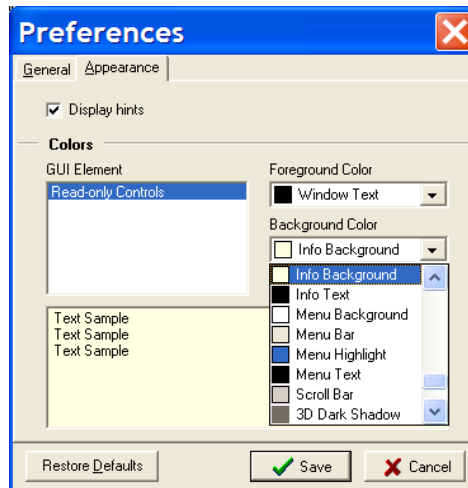 Preferences
General Appearance
Display hints
Colors
GUI Element
Read-only Controls
Foreground Color
Window Text
Background Color
Info Background
Info Background
Info Text
Menu Background
Menu Bar
Menu Highlight
Menu Text
Scroll Bar
3D Dark Shadow
Text Sample
Text Sample
Text Sample
Restore Defaults Save Cancel